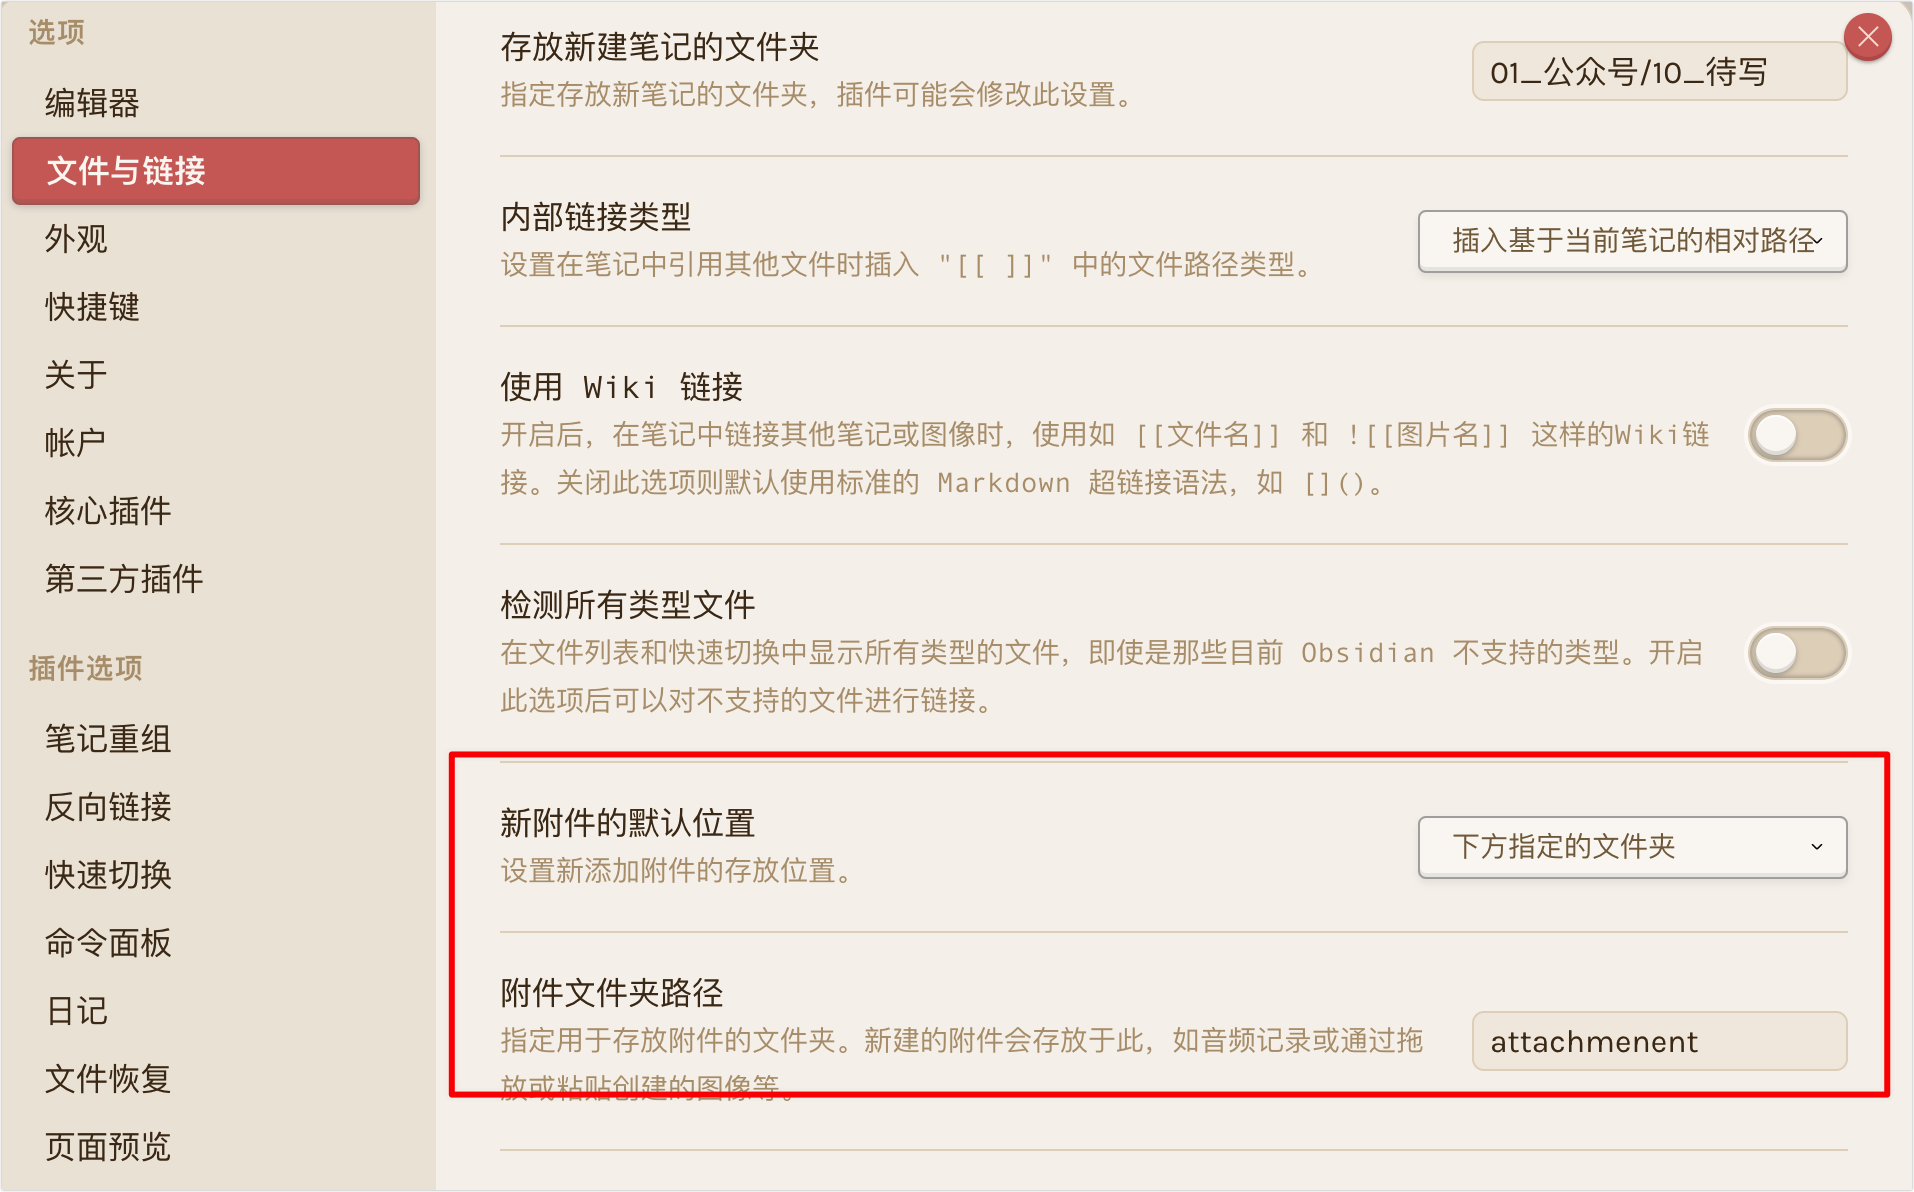 选项
编辑器
文件与链接
外观
快捷键
关于
帐户
核心插件
第三方插件
插件选项
笔记重组
反向链接
快速切换
命令面板
日记
文件恢复
页面预览
存放新建笔记的文件夹
指定存放新笔记的文件夹，插件可能会修改此设置。
01_公众号/10_待写
内部链接类型
设置在笔记中引用其他文件时插入 "[[ ]]" 中的文件路径类型。
插入基于当前笔记的相对路径
使用 Wiki 链接
开启后，在笔记中链接其他笔记或图像时，使用如 [[文件名]] 和 ![[图片名]] 这样的Wiki链
接。关闭此选项则默认使用标准的 Markdown 超链接语法，如 []()。
检测所有类型文件
在文件列表和快速切换中显示所有类型的文件，即使是那些目前 Obsidian 不支持的类型。开启
此选项后可以对不支持的文件进行链接。
新附件的默认位置
设置新添加附件的存放位置。
下方指定的文件夹
附件文件夹路径
指定用于存放附件的文件夹。新建的附件会存放于此，如音频记录或通过拖
放或粘贴创建的图像等。
attachmenent